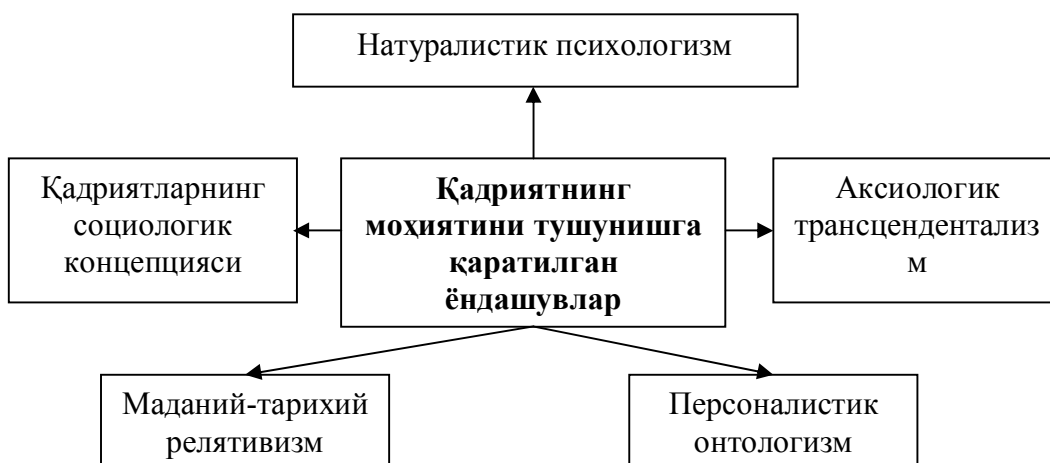 Натуралистик психологизм
Қадриятларнинг
социологик
концепцияси
Қадриятнинг
моҳиятини тушунишга
қаратилган
ёндашувлар
Аксиологик
трансцендентализ
м
Маданий-тарихий
релятивизм
Персоналистик
онтологизм